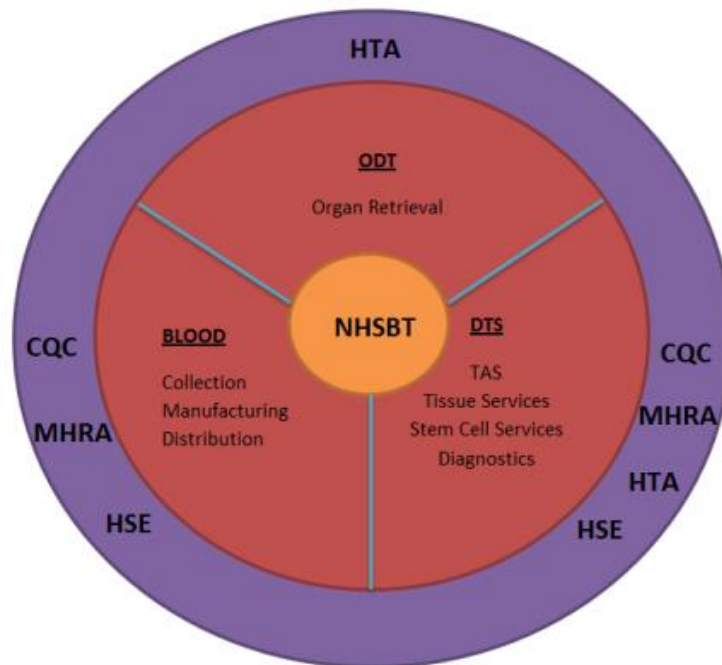 HTA
ODT
Organ Retrieval
NHSBT
BLOOD
Collection
Manufacturing
Distribution
DTS
TAS
Tissue Services
Stem Cell Services
Diagnostics
CQC
MHRA
HSE
CQC
MHRA
HTA
HSE